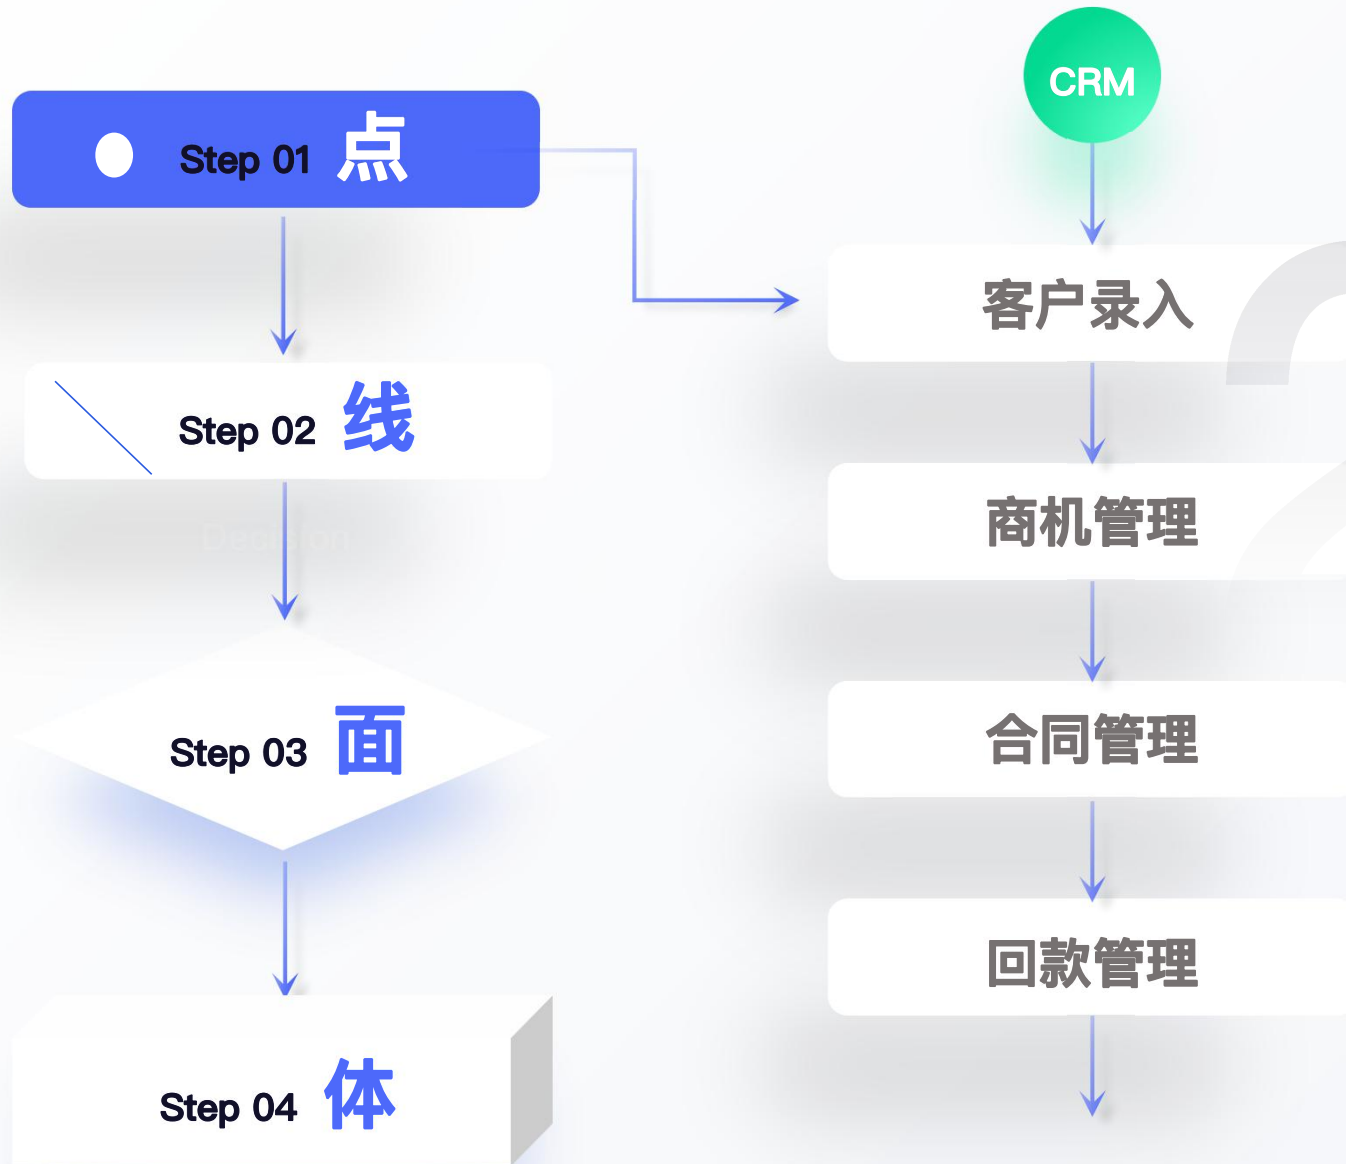 Step 01 点
Step 02 线
Decision
Step 03 面
Step 04 体
CRM
客户录入
商机管理
合同管理
回款管理